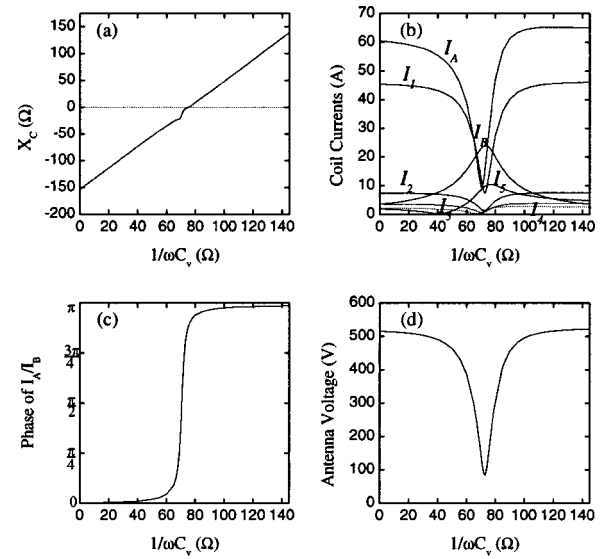 (a)
150
100
50
0
-50
-100
-150
-200
X_C (Ω)
0 20 40 60 80 100 120 140
1/ωC_v (Ω)
(b)
70
60
50
40
30
20
10
0
Coil Currents (A)
I_A
I_1
I_B
I_2
I_5
I_3
I_4
0 20 40 60 80 100 120 140
1/ωC_v (Ω)
(c)
π
3π/4
π/2
π/4
0
Phase of I_A/I_B
0 20 40 60 80 100 120 140
1/ωC_v (Ω)
(d)
600
500
400
300
200
100
0
Antenna Voltage (V)
0 20 40 60 80 100 120 140
1/ωC_v (Ω)